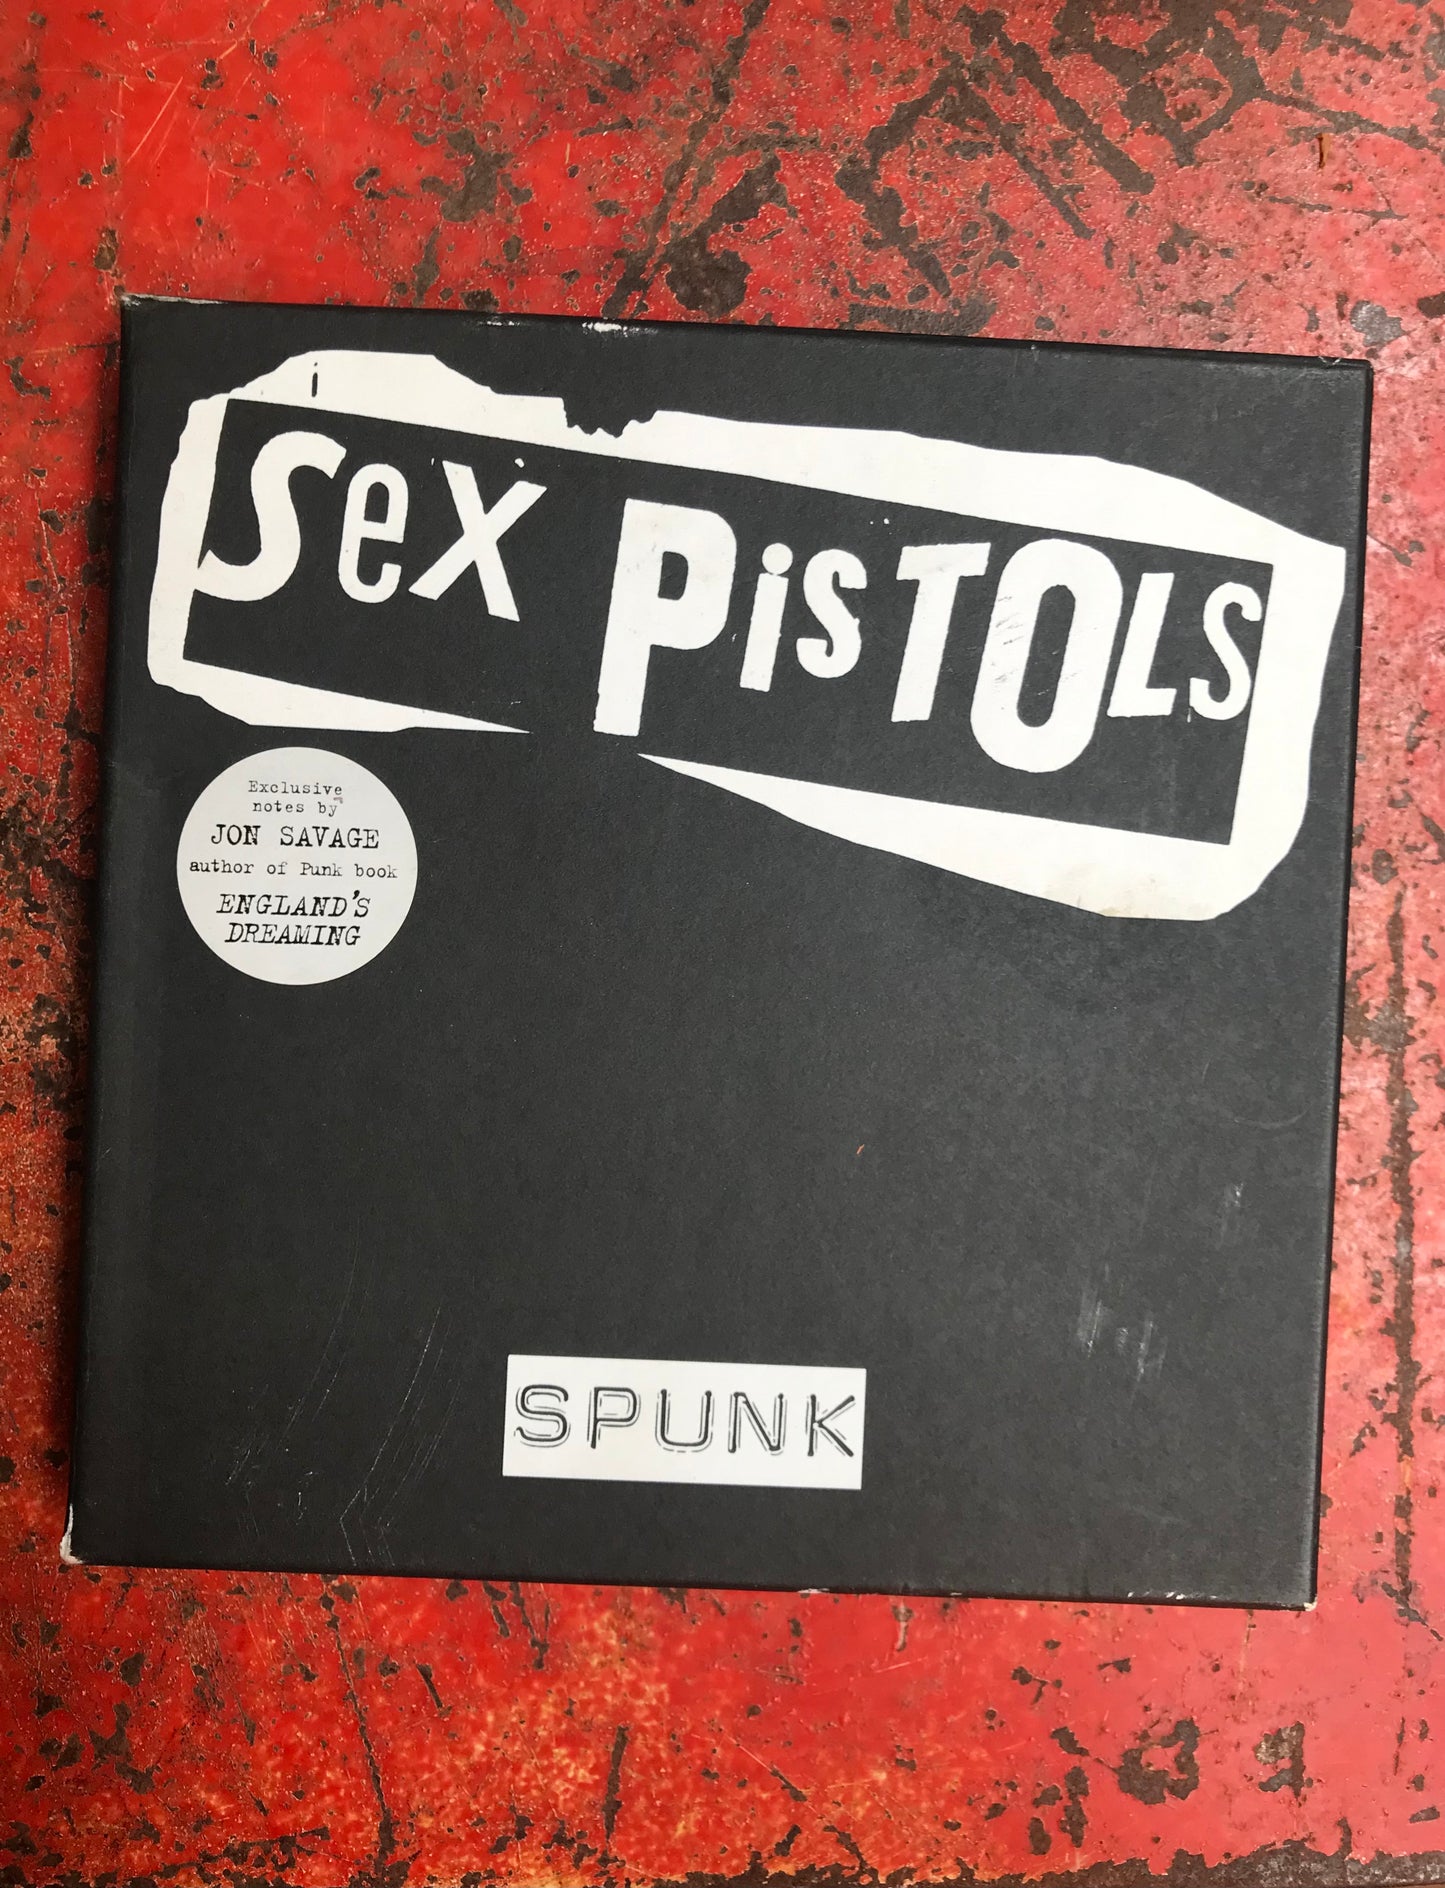 Sex PiSTOLS
Exclusive
notes by
JON SAVAGE
author of Punk book
ENGLAND'S
DREAMING
SPUNK